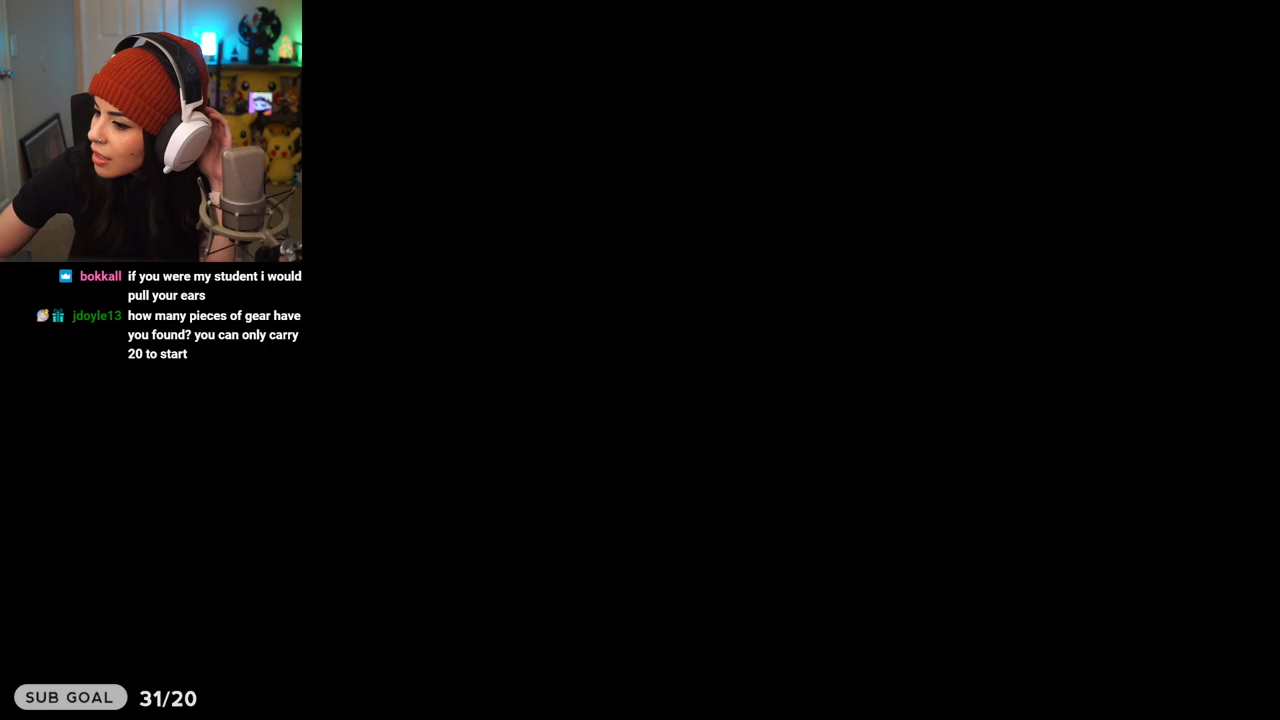 bokkall if you were my student i would
pull your ears
jdoyle13 how many pieces of gear have
you found? you can only carry
20 to start
SUB GOAL 31/20